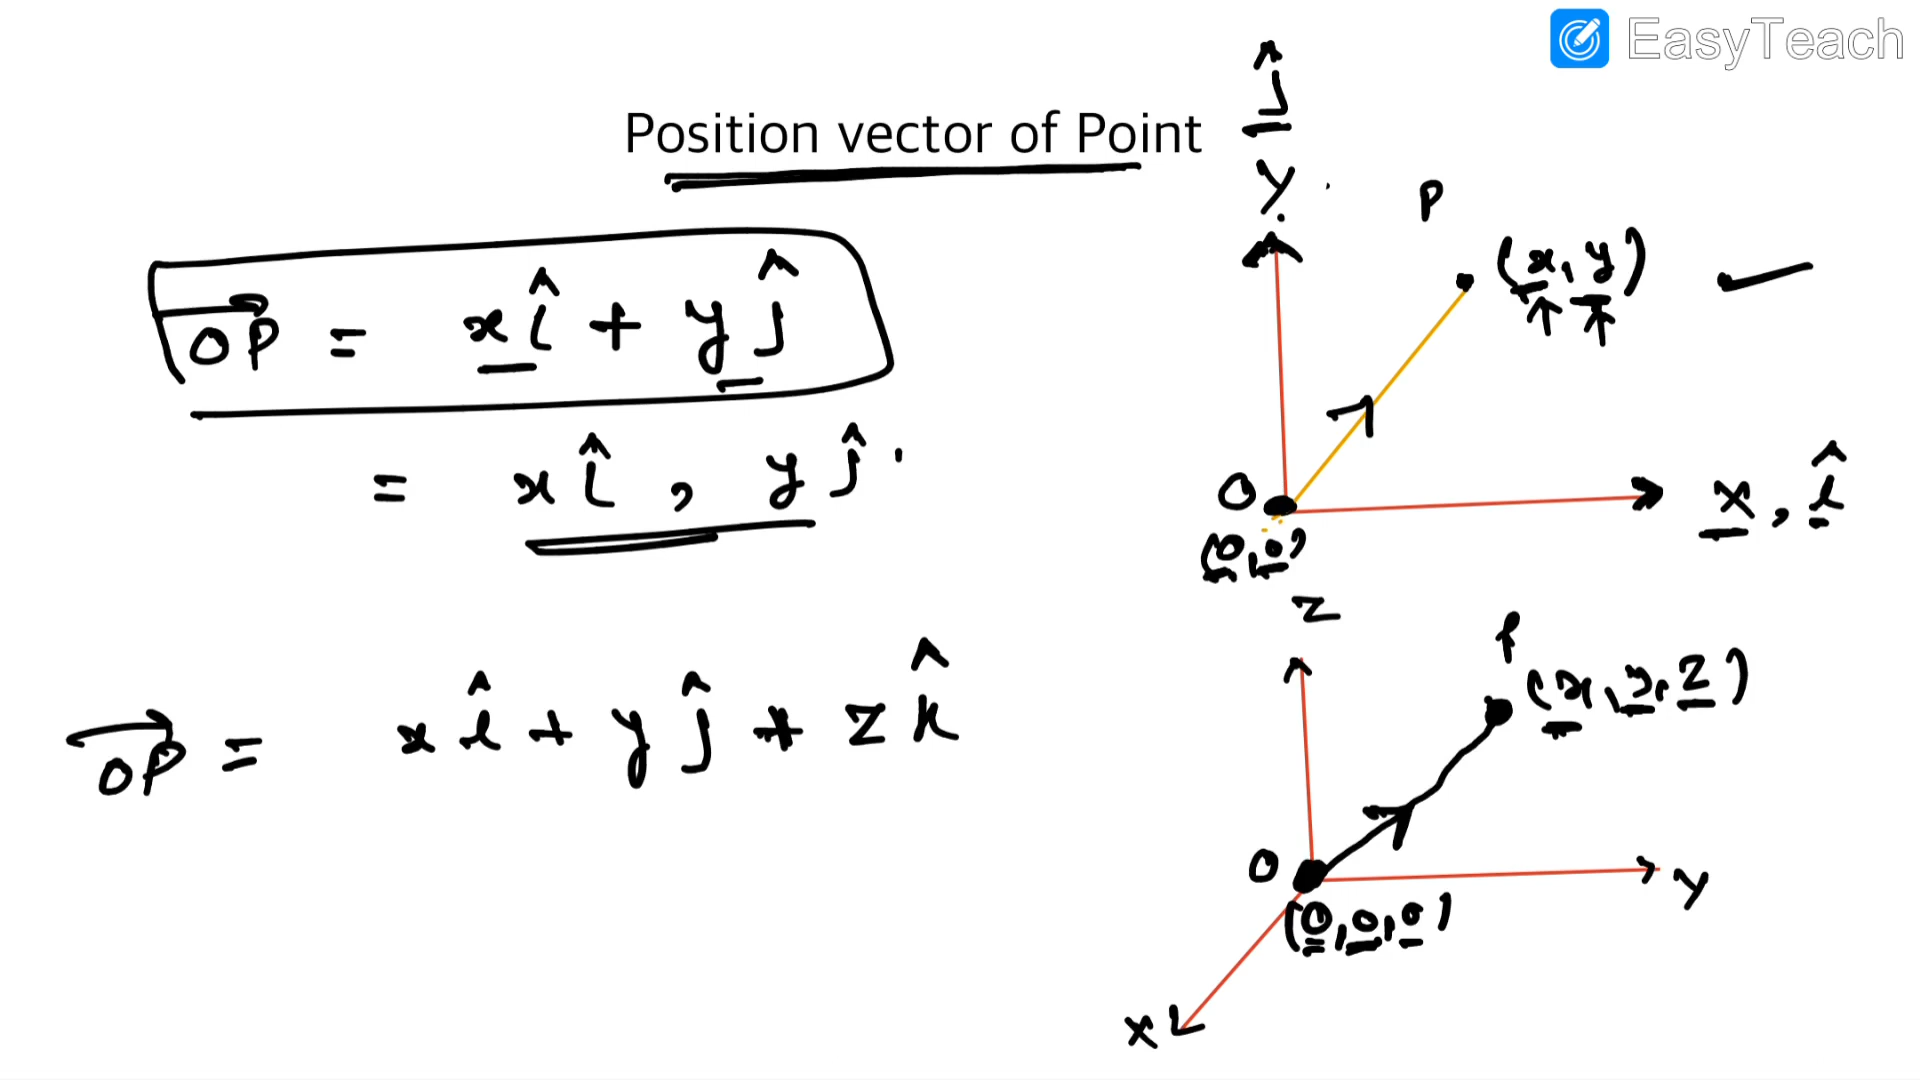 EasyTeach
Position vector of Point
ĵ
y
P
(x, y)
OP⃗ = xî + yĵ
= xî , yĵ
O
(0,0)
x, î
z
P
(x, y, z)
OP⃗ = xî + yĵ + zk̂
O
(0,0,0)
y
x